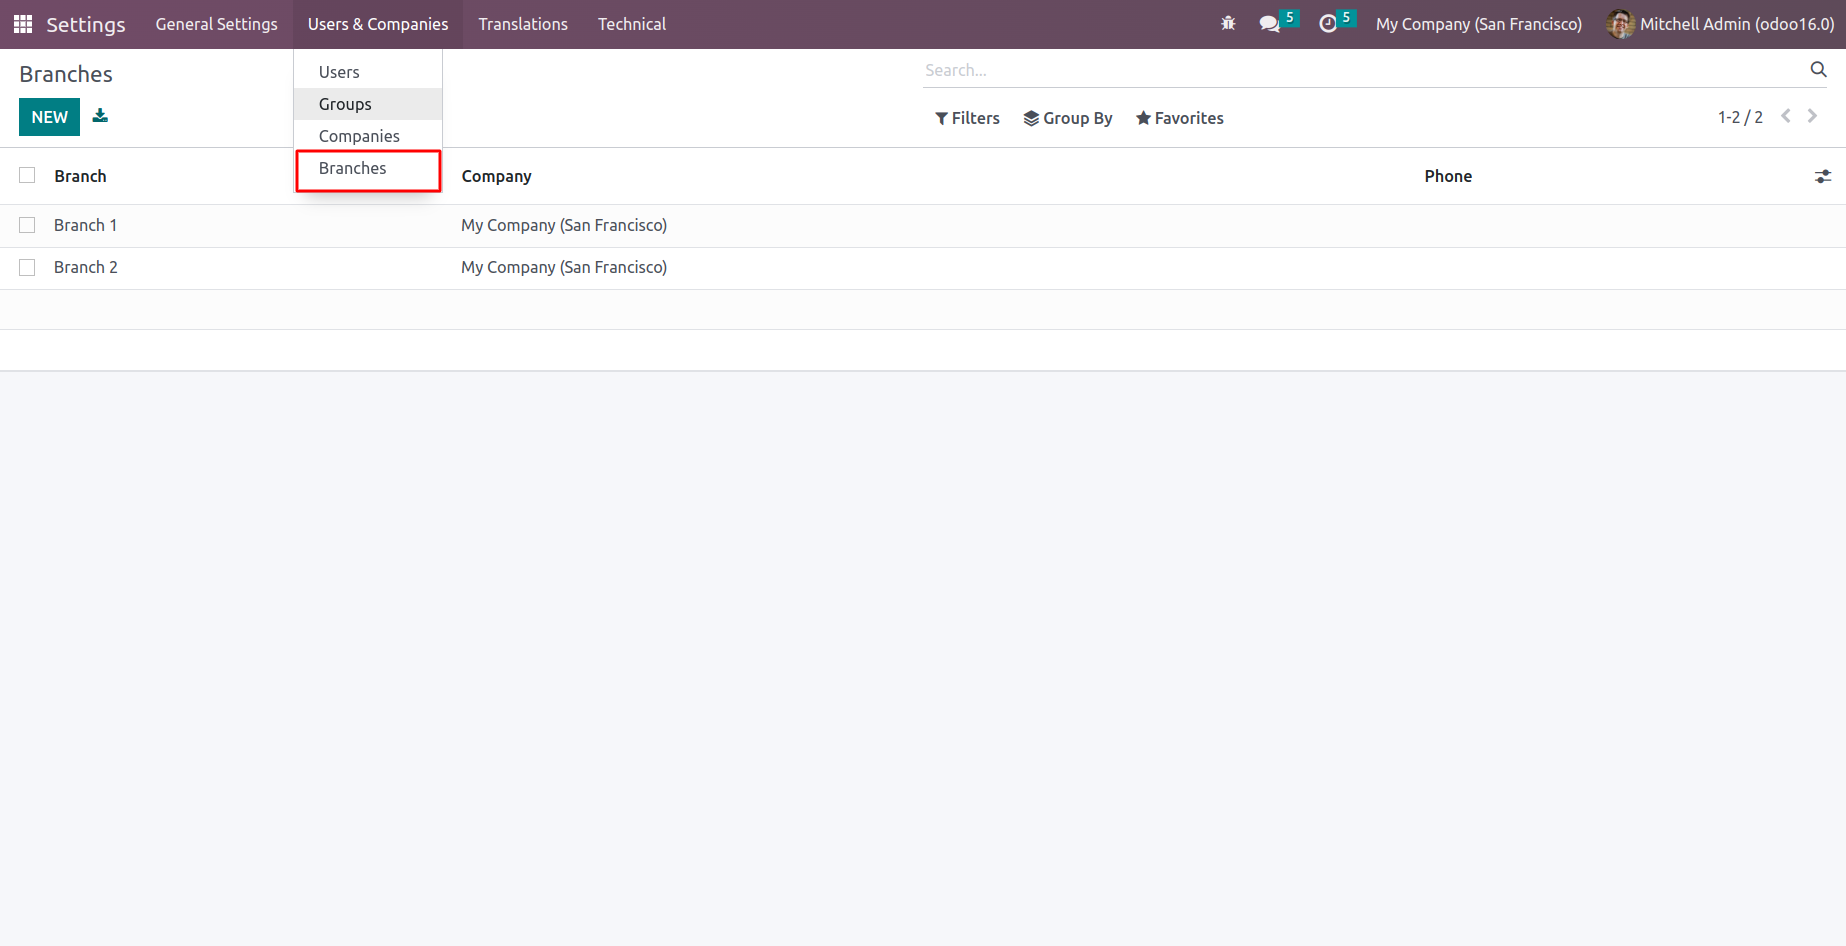 Settings General Settings Users & Companies Translations Technical 5 5 My Company (San Francisco) Mitchell Admin (odoo16.0)
Branches
Search...
NEW
Filters Group By Favorites 1-2 / 2
Users
Groups
Companies
Branches
Branch Company Phone
Branch 1 My Company (San Francisco)
Branch 2 My Company (San Francisco)